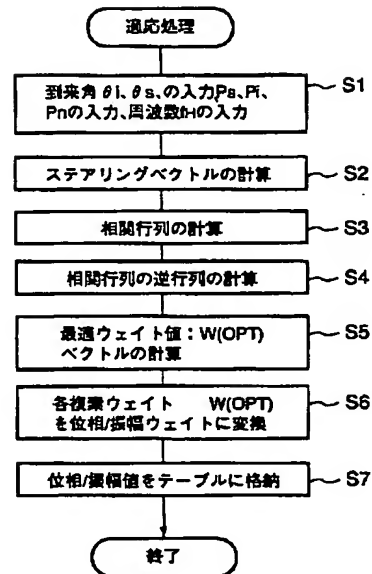 適応処理
到来角θi、θs、の入力Ps、Pi、 S1
Pnの入力、周波数fHの入力
ステアリングベクトルの計算 S2
相関行列の計算 S3
相関行列の逆行列の計算 S4
最適ウェイト値:W(OPT) S5
ベクトルの計算
各複素ウェイト W(OPT) S6
を位相/振幅ウェイトに変換
位相/振幅値をテーブルに格納 S7
終了